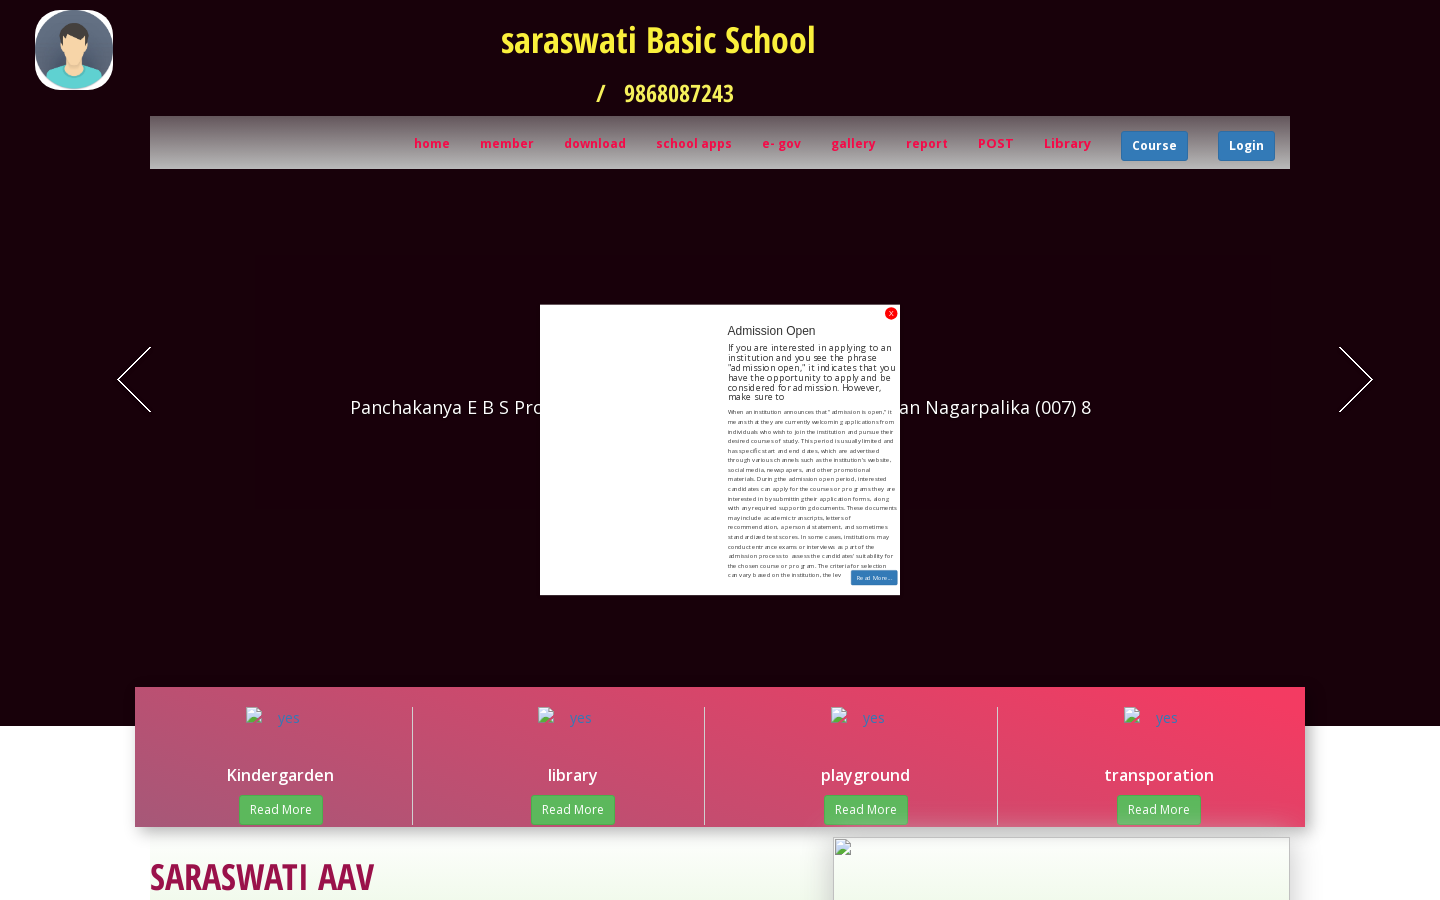 saraswati Basic School
/ 9868087243
home member download school apps e- gov gallery report POST Library Course Login
X
Admission Open
If you are interested in applying to an
institution and you see the phrase
"admission open," it indicates that you
have the opportunity to apply and be
considered for admission. However,
make sure to
When an institution announces that "admission is open," it
means that they are currently welcoming applications from
individuals who wish to join the institution and pursue their
desired courses of study. This period is usually limited and
has specific start and end dates, which are advertised
through various channels such as the institution's website,
social media, newspapers, and other promotional
materials. During the admission open period, interested
candidates can apply for the courses or programs they are
interested in by submitting their application forms, along
with any required supporting documents. These documents
may include academic transcripts, letters of
recommendation, a personal statement, and sometimes
standardized test scores. In some cases, institutions may
conduct entrance exams or interviews as part of the
admission process to assess the candidates' suitability for
the chosen course or program. The criteria for selection
can vary based on the institution, the lev
Read More...
Panchakanya E B S Pro an Nagarpalika (007) 8
yes yes yes yes
Kindergarden library playground transporation
Read More Read More Read More Read More
SARASWATI AAV